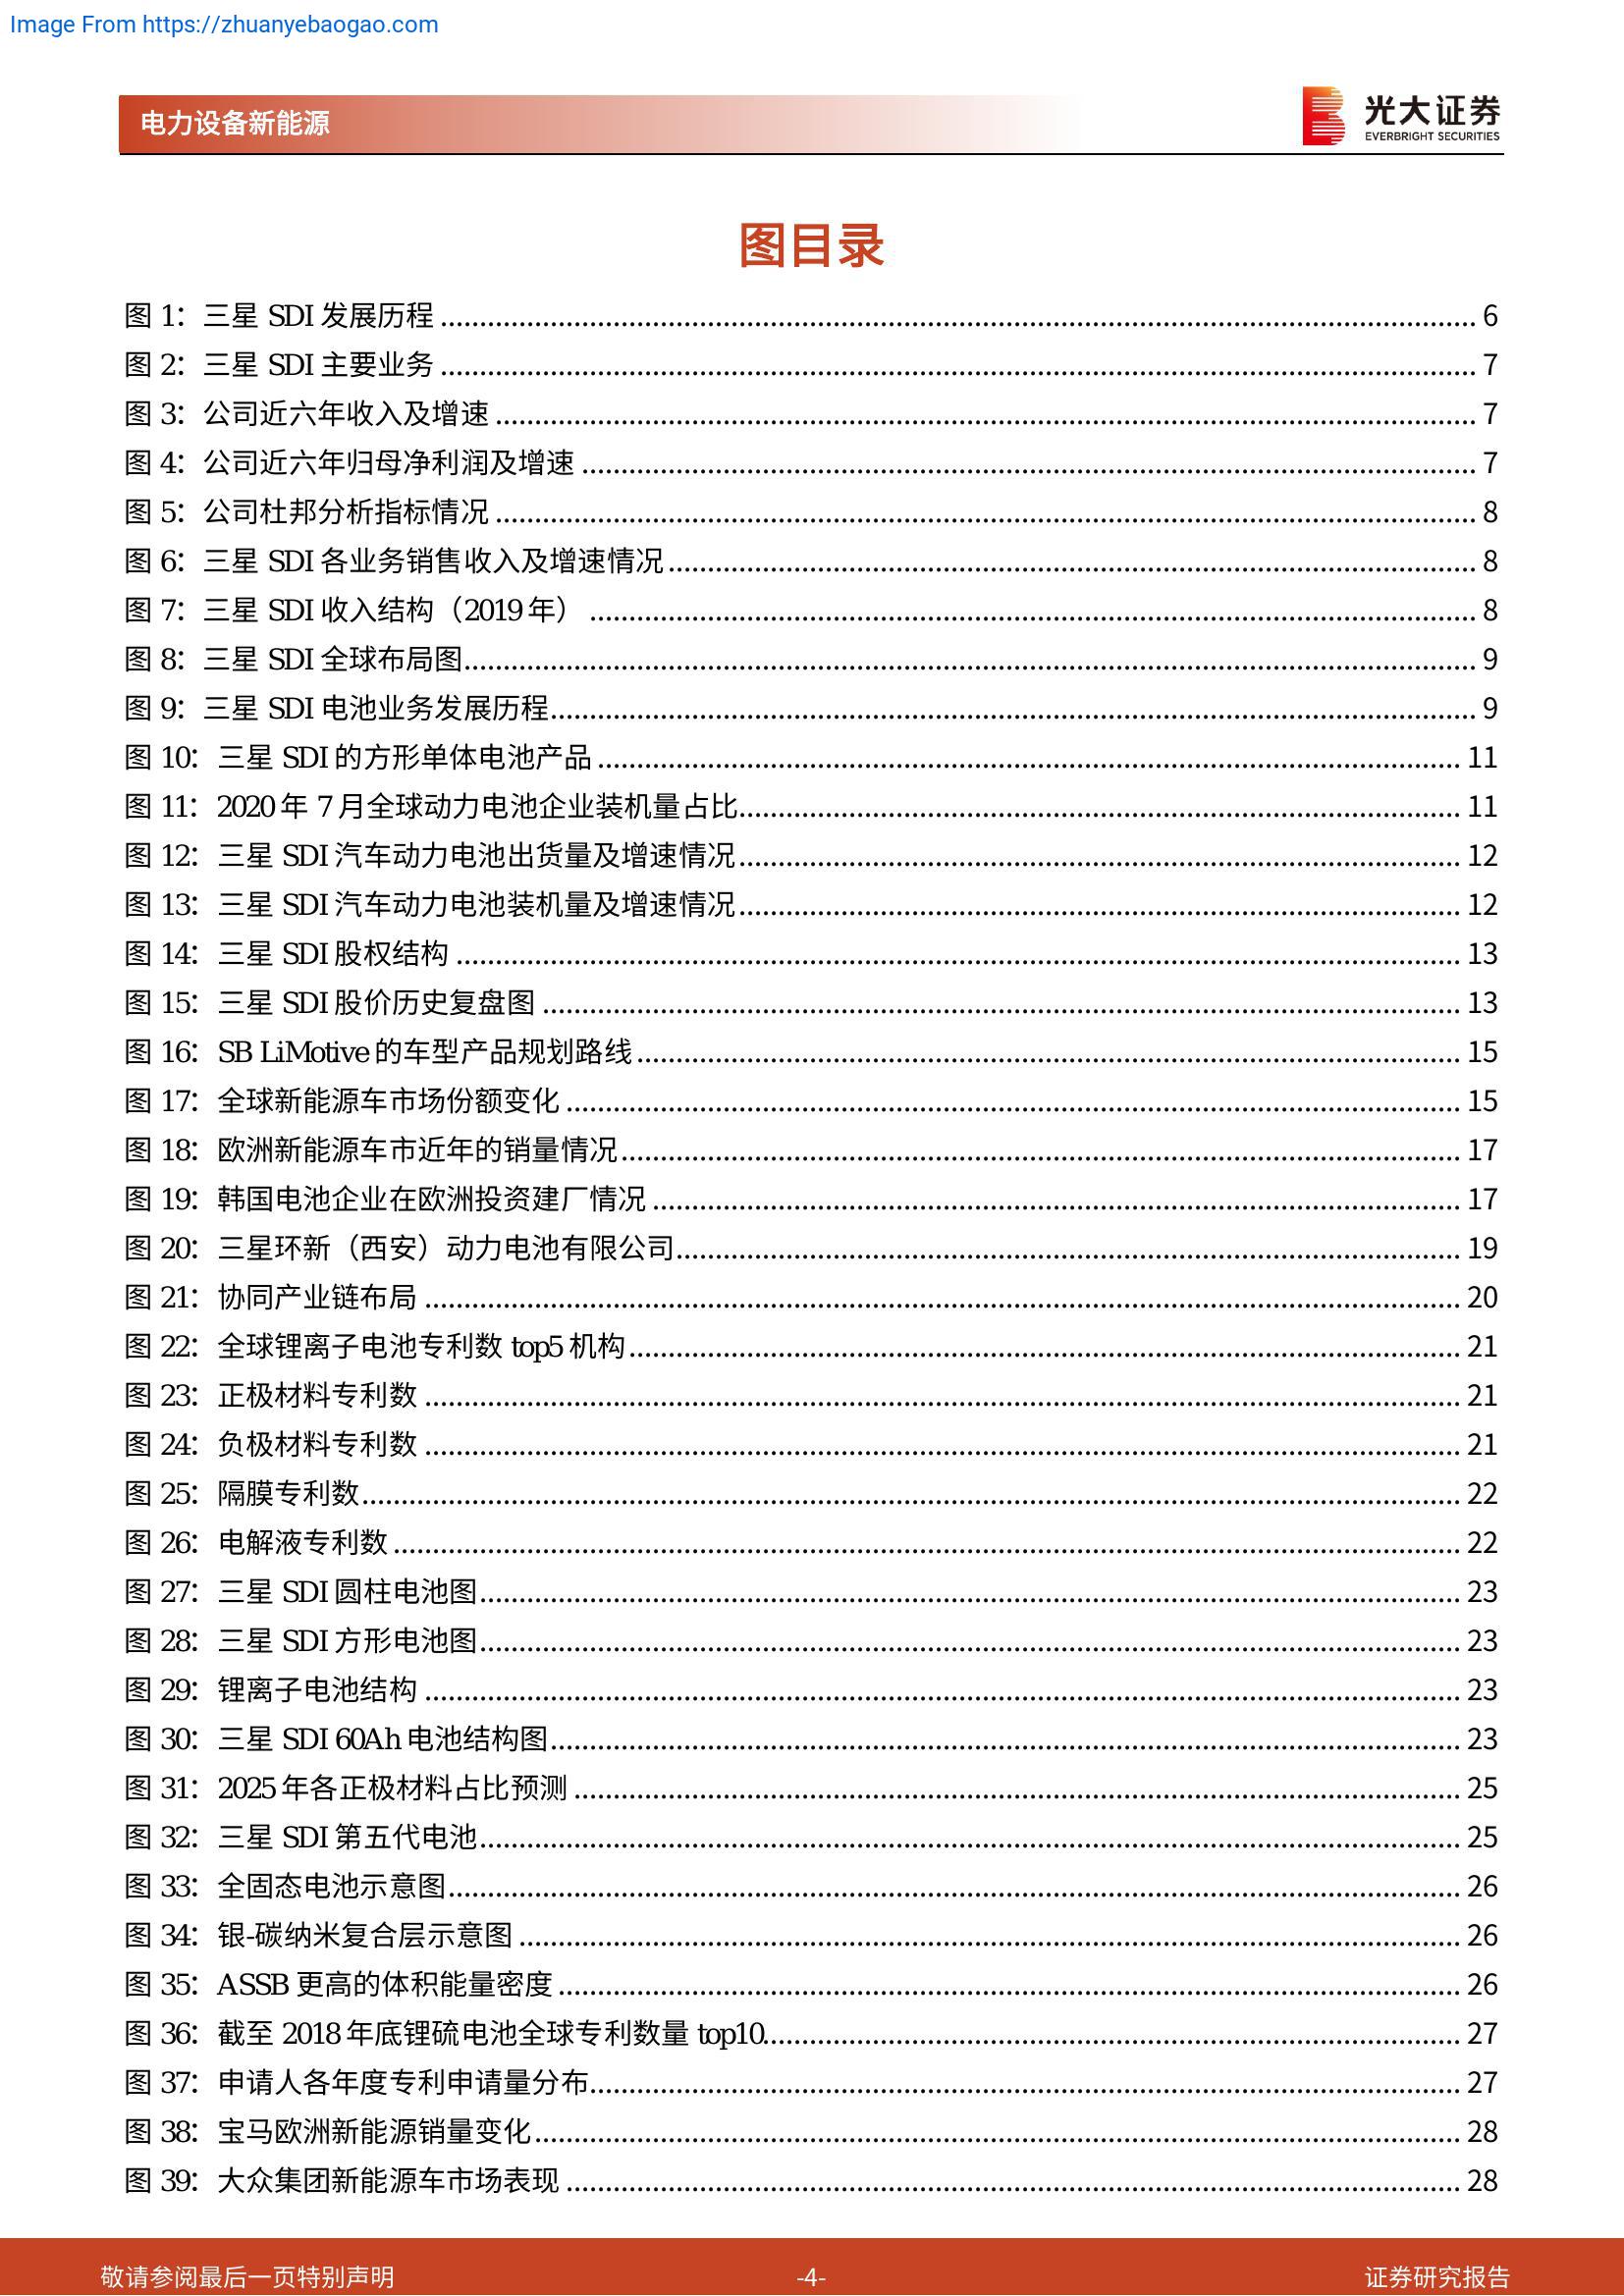 Image From https://zhuanyebaogao.com
电力设备新能源
光大证券
EVERBRIGHT SECURITIES
图目录
图 1：三星 SDI 发展历程 6
图 2：三星 SDI 主要业务 7
图 3：公司近六年收入及增速 7
图 4：公司近六年归母净利润及增速 7
图 5：公司杜邦分析指标情况 8
图 6：三星 SDI 各业务销售收入及增速情况 8
图 7：三星 SDI 收入结构（2019 年） 8
图 8：三星 SDI 全球布局图 9
图 9：三星 SDI 电池业务发展历程 9
图 10：三星 SDI 的方形单体电池产品 11
图 11：2020 年 7 月全球动力电池企业装机量占比 11
图 12：三星 SDI 汽车动力电池出货量及增速情况 12
图 13：三星 SDI 汽车动力电池装机量及增速情况 12
图 14：三星 SDI 股权结构 13
图 15：三星 SDI 股价历史复盘图 13
图 16：SB LiMotive 的车型产品规划路线 15
图 17：全球新能源车市场份额变化 15
图 18：欧洲新能源车市近年的销量情况 17
图 19：韩国电池企业在欧洲投资建厂情况 17
图 20：三星环新（西安）动力电池有限公司 19
图 21：协同产业链布局 20
图 22：全球锂离子电池专利数 top5 机构 21
图 23：正极材料专利数 21
图 24：负极材料专利数 21
图 25：隔膜专利数 22
图 26：电解液专利数 22
图 27：三星 SDI 圆柱电池图 23
图 28：三星 SDI 方形电池图 23
图 29：锂离子电池结构 23
图 30：三星 SDI 60Ah 电池结构图 23
图 31：2025 年各正极材料占比预测 25
图 32：三星 SDI 第五代电池 25
图 33：全固态电池示意图 26
图 34：银-碳纳米复合层示意图 26
图 35：ASSB 更高的体积能量密度 26
图 36：截至 2018 年底锂硫电池全球专利数量 top10 27
图 37：申请人各年度专利申请量分布 27
图 38：宝马欧洲新能源销量变化 28
图 39：大众集团新能源车市场表现 28
敬请参阅最后一页特别声明
-4-
证券研究报告